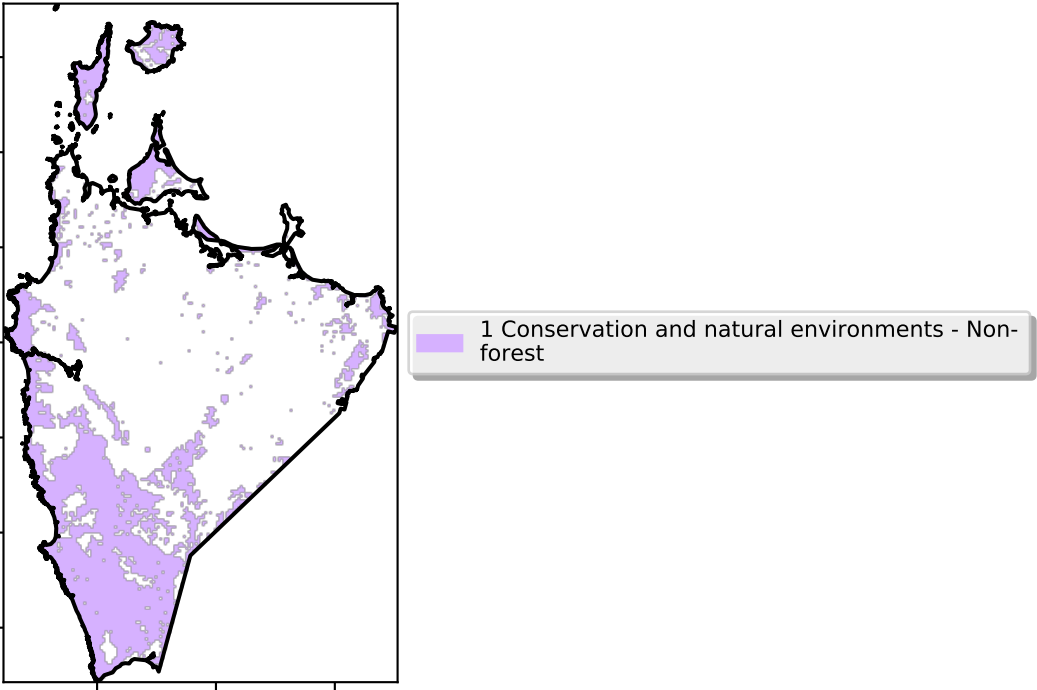 1 Conservation and natural environments - Non-
forest